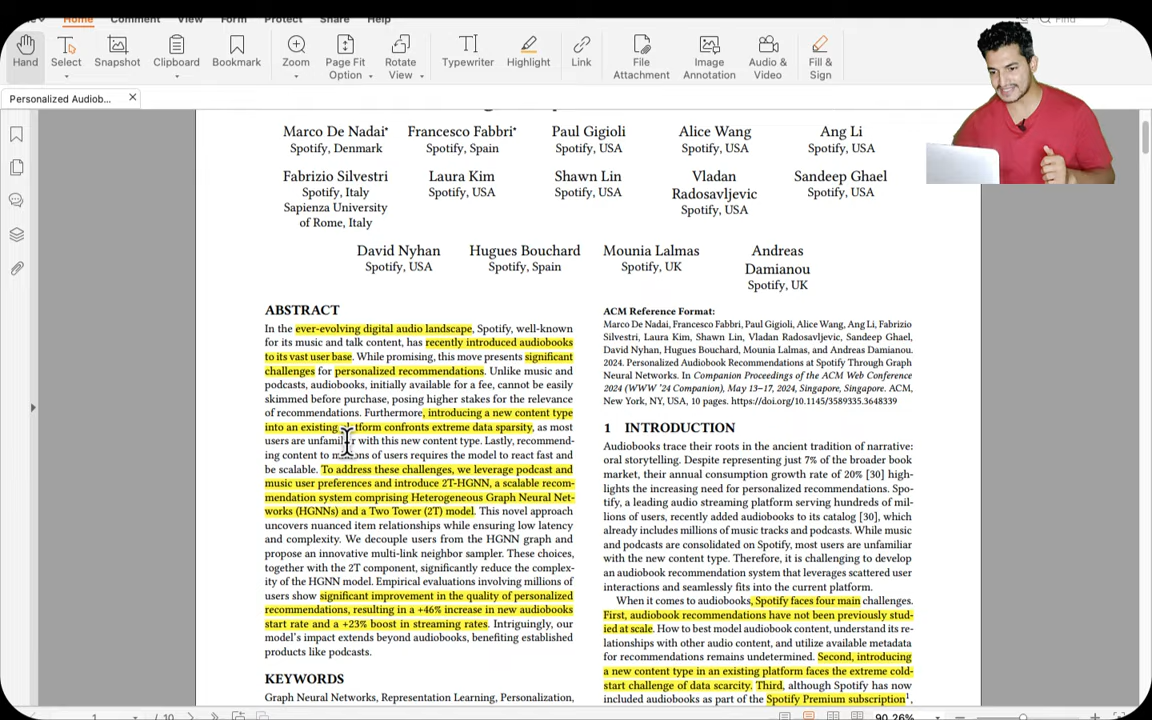 Home Comment View Form Protect Share Help
Find
Hand
Select
Snapshot
Clipboard
Bookmark
Zoom
Page Fit Option
Rotate View
Typewriter
Highlight
Link
File Attachment
Image Annotation
Audio & Video
Fill & Sign
Personalized Audiob...
Marco De Nadai* Francesco Fabbri* Paul Gigioli Alice Wang Ang Li
Spotify, Denmark Spotify, Spain Spotify, USA Spotify, USA Spotify, USA
Fabrizio Silvestri Laura Kim Shawn Lin Vladan Radosavljevic Sandeep Ghael
Spotify, Italy Spotify, USA Spotify, USA Spotify, USA Spotify, USA
Sapienza University
of Rome, Italy
David Nyhan Hugues Bouchard Mounia Lalmas Andreas Damianou
Spotify, USA Spotify, Spain Spotify, UK Spotify, UK
ABSTRACT
In the ever-evolving digital audio landscape, Spotify, well-known
for its music and talk content, has recently introduced audiobooks
to its vast user base. While promising, this move presents significant
challenges for personalized recommendations. Unlike music and
podcasts, audiobooks, initially available for a fee, cannot be easily
skimmed before purchase, posing higher stakes for the relevance
of recommendations. Furthermore, introducing a new content type
into an existing platform confronts extreme data sparsity, as most
users are unfamiliar with this new content type. Lastly, recommend-
ing content to millions of users requires the model to react fast and
be scalable. To address these challenges, we leverage podcast and
music user preferences and introduce 2T-HGNN, a scalable recom-
mendation system comprising Heterogeneous Graph Neural Net-
works (HGNNs) and a Two Tower (2T) model. This novel approach
uncovers nuanced item relationships while ensuring low latency
and complexity. We decouple users from the HGNN graph and
propose an innovative multi-link neighbor sampler. These choices,
together with the 2T component, significantly reduce the complex-
ity of the HGNN model. Empirical evaluations involving millions of
users show significant improvement in the quality of personalized
recommendations, resulting in a +46% increase in new audiobooks
start rate and a +23% boost in streaming rates. Intriguingly, our
model's impact extends beyond audiobooks, benefiting established
products like podcasts.
KEYWORDS
Graph Neural Networks, Representation Learning, Personalization,
ACM Reference Format:
Marco De Nadai, Francesco Fabbri, Paul Gigioli, Alice Wang, Ang Li, Fabrizio
Silvestri, Laura Kim, Shawn Lin, Vladan Radosavljevic, Sandeep Ghael,
David Nyhan, Hugues Bouchard, Mounia Lalmas, and Andreas Damianou.
2024. Personalized Audiobook Recommendations at Spotify Through Graph
Neural Networks. In Companion Proceedings of the ACM Web Conference
2024 (WWW '24 Companion), May 13–17, 2024, Singapore, Singapore. ACM,
New York, NY, USA, 10 pages. https://doi.org/10.1145/3589335.3648339
1 INTRODUCTION
Audiobooks trace their roots in the ancient tradition of narrative:
oral storytelling. Despite representing just 7% of the broader book
market, their annual consumption growth rate of 20% [30] high-
lights the increasing need for personalized recommendations. Spo-
tify, a leading audio streaming platform serving hundreds of mil-
lions of users, recently added audiobooks to its catalog [30], which
already includes millions of music tracks and podcasts. While music
and podcasts are consolidated on Spotify, most users are unfamiliar
with the new content type. Therefore, it is challenging to develop
an audiobook recommendation system that leverages scattered user
interactions and seamlessly fits into the current platform.
When it comes to audiobooks, Spotify faces four main challenges.
First, audiobook recommendations have not been previously stud-
ied at scale. How to best model audiobook content, understand its re-
lationships with other audio content, and utilize available metadata
for recommendations remains undetermined. Second, introducing
a new content type in an existing platform faces the extreme cold-
start challenge of data scarcity. Third, although Spotify has now
included audiobooks as part of the Spotify Premium subscription¹,
1 / 10
90.26%